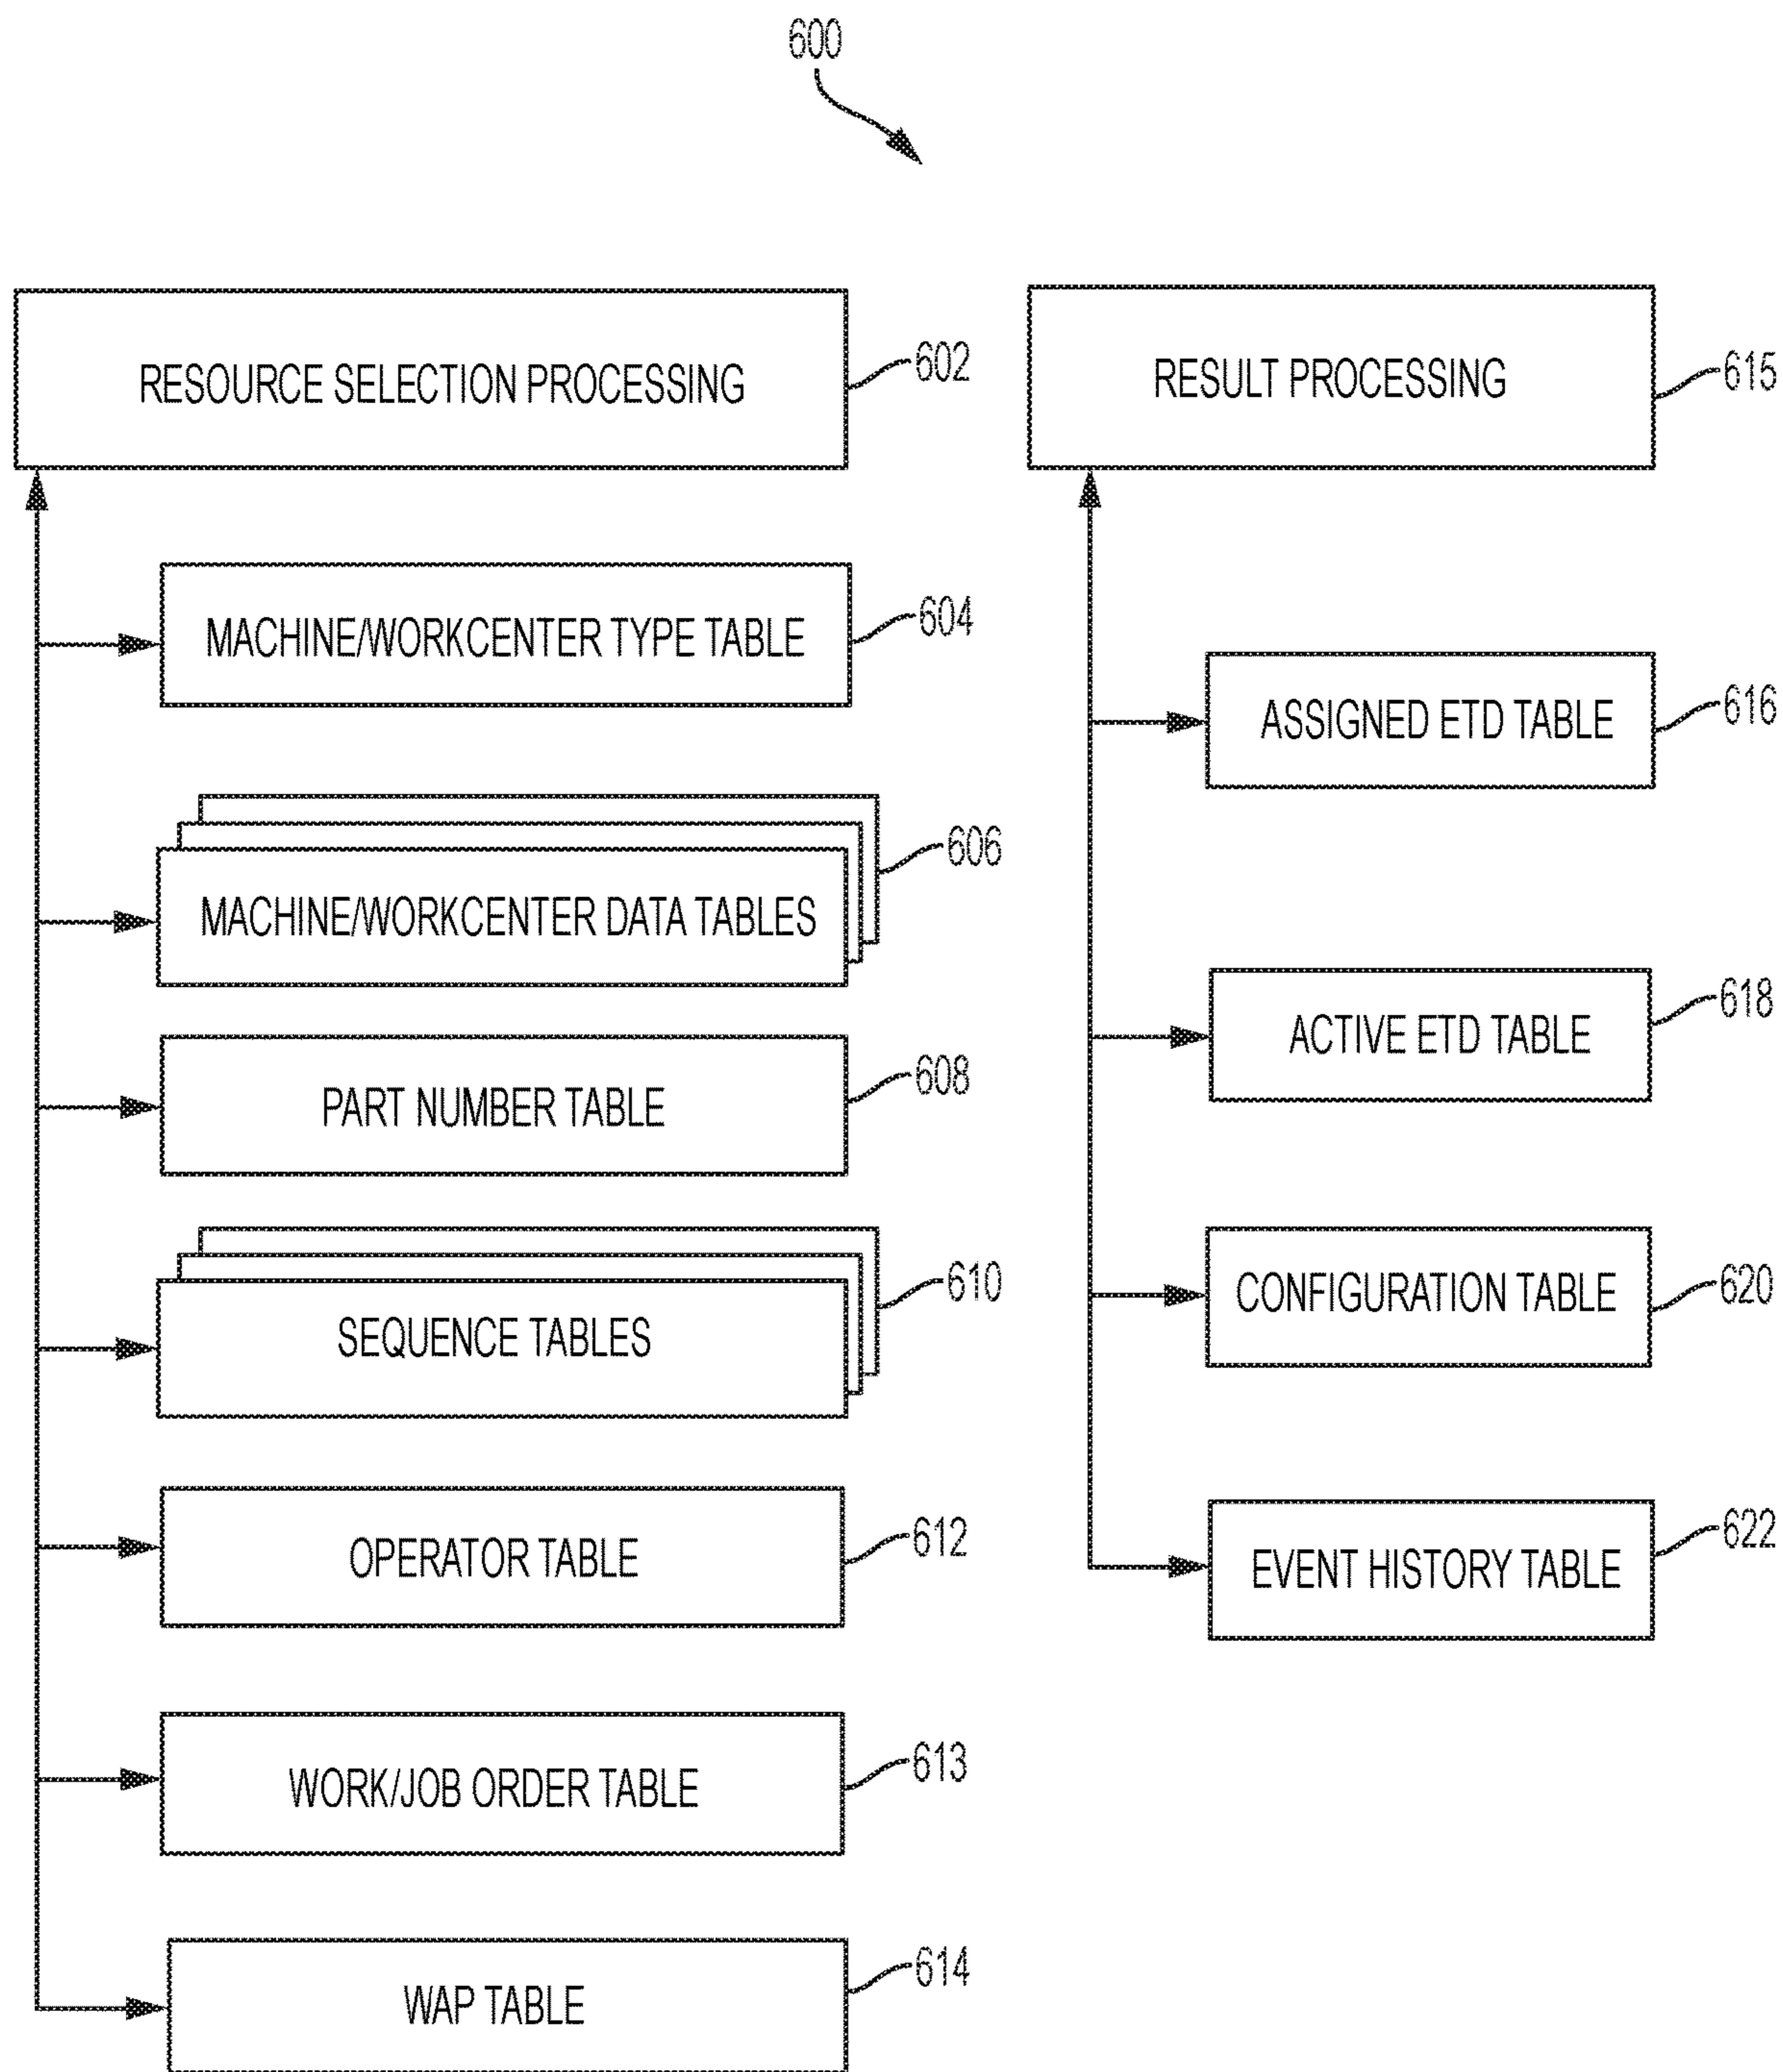 600
RESOURCE SELECTION PROCESSING
602
MACHINE/WORKCENTER TYPE TABLE
604
MACHINE/WORKCENTER DATA TABLES
606
PART NUMBER TABLE
608
SEQUENCE TABLES
610
OPERATOR TABLE
612
WORK/JOB ORDER TABLE
613
WAP TABLE
614
RESULT PROCESSING
615
ASSIGNED ETD TABLE
616
ACTIVE ETD TABLE
618
CONFIGURATION TABLE
620
EVENT HISTORY TABLE
622